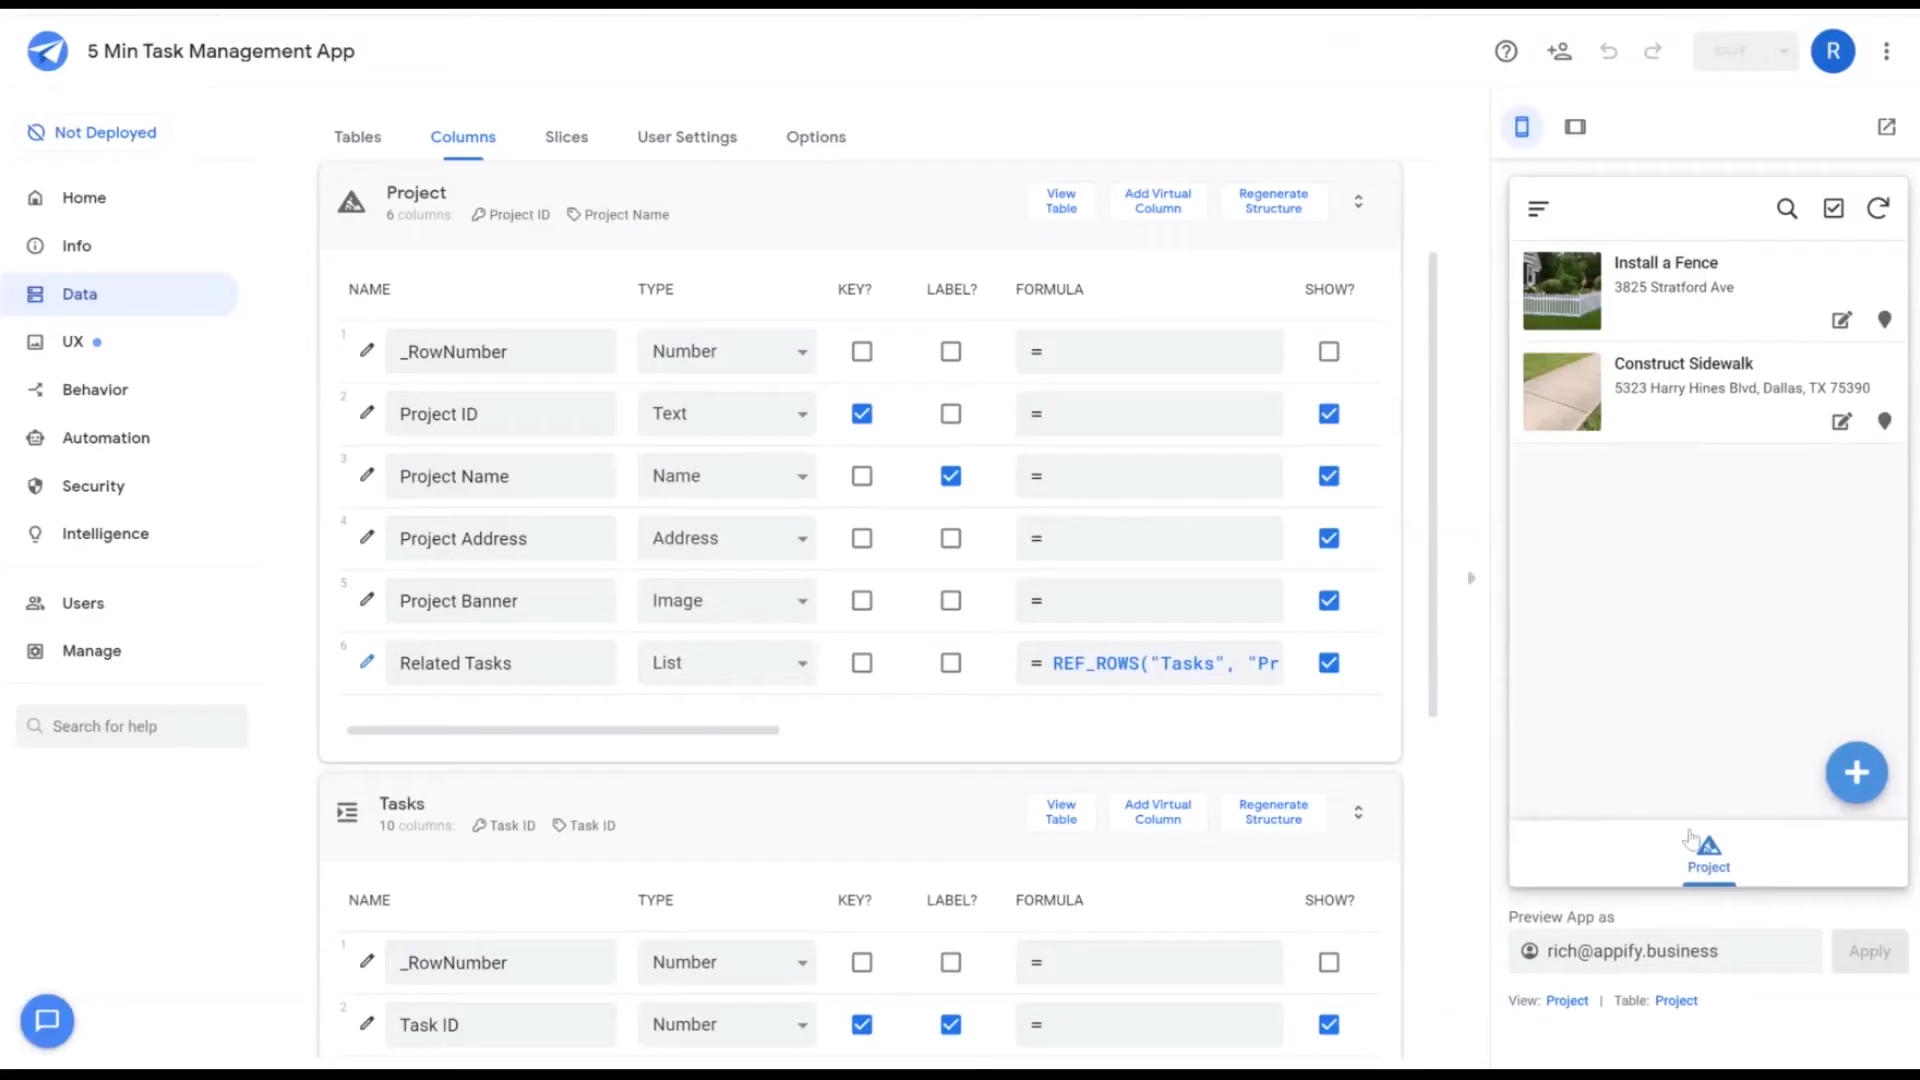 5 Min Task Management App
SAVE
R
Not Deployed
Home
Info
Data
UX
Behavior
Automation
Security
Intelligence
Users
Manage
Search for help
Tables Columns Slices User Settings Options
Project
6 columns: Project ID Project Name
View Table
Add Virtual Column
Regenerate Structure
NAME TYPE KEY? LABEL? FORMULA SHOW?
1 _RowNumber Number =
2 Project ID Text =
3 Project Name Name =
4 Project Address Address =
5 Project Banner Image =
6 Related Tasks List = REF_ROWS("Tasks", "Pr
Tasks
10 columns: Task ID Task ID
View Table
Add Virtual Column
Regenerate Structure
NAME TYPE KEY? LABEL? FORMULA SHOW?
1 _RowNumber Number =
2 Task ID Number =
Install a Fence
3825 Stratford Ave
Construct Sidewalk
5323 Harry Hines Blvd, Dallas, TX 75390
Project
Preview App as
rich@appify.business Apply
View: Project | Table: Project